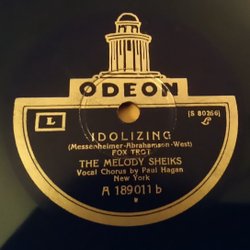 ODEON
L
[S 80266]
IDOLIZING
(Messenheimer-Abrahamson-West)
FOX TROT
THE MELODY SHEIKS
Vocal Chorus by Paul Hagan
New York
A 189011 b